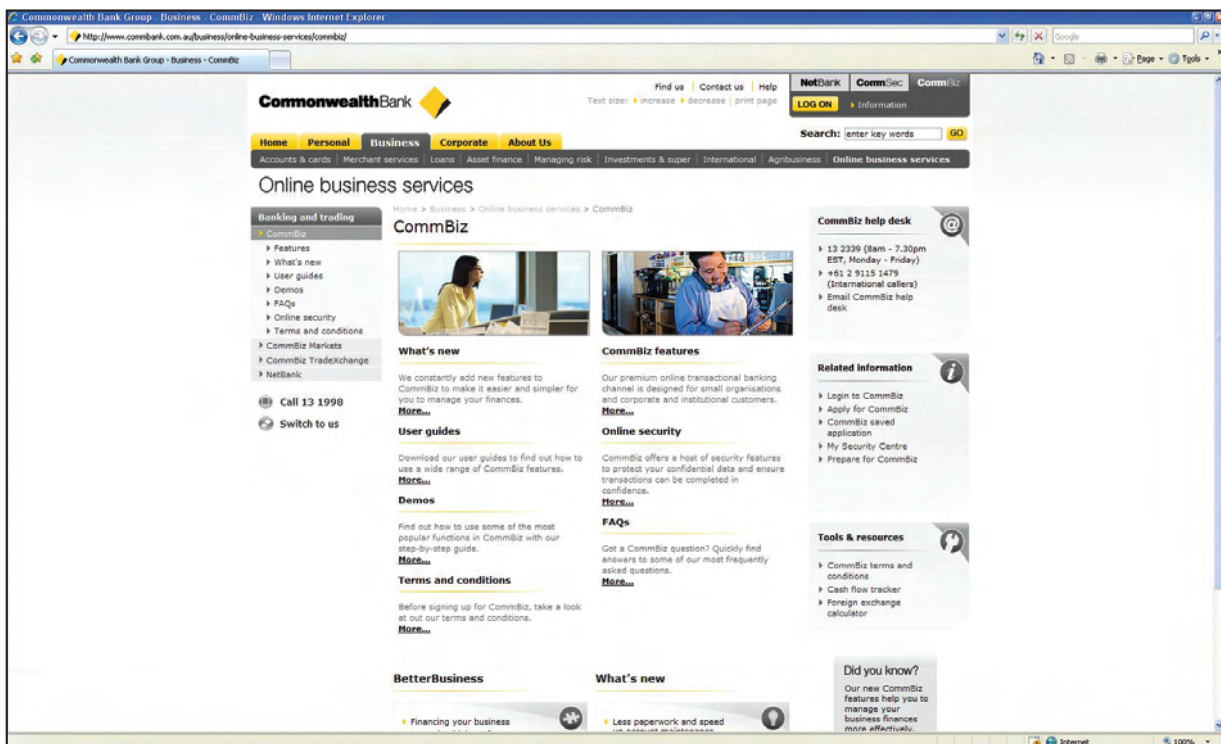 Commonwealth Bank Group - Business - CommBiz - Windows Internet Explorer
http://www.commbank.com.au/business/online-business-services/commbiz/
Google
Commonwealth Bank Group - Business - CommBiz
Page
Tools
CommonwealthBank
Find us | Contact us | Help
Text size: increase decrease | print page
NetBank CommSec CommBiz
LOG ON Information
Search: enter key words GO
Home Personal Business Corporate About Us
Accounts & cards | Merchant services | Loans | Asset finance | Managing risk | Investments & super | International | Agribusiness | Online business services
Online business services
Banking and trading
CommBiz
Features
What's new
User guides
Demos
FAQs
Online security
Terms and conditions
CommBiz Markets
CommBiz TradeXchange
NetBank
Call 13 1998
Switch to us
Home > Business > Online business services > CommBiz
CommBiz
What's new
We constantly add new features to
CommBiz to make it easier and simpler for
you to manage your finances.
More...
User guides
Download our user guides to find out how to
use a wide range of CommBiz features.
More...
Demos
Find out how to use some of the most
popular functions in CommBiz with our
step-by-step guide.
More...
Terms and conditions
Before signing up for CommBiz, take a look
at out our terms and conditions.
More...
CommBiz features
Our premium online transactional banking
channel is designed for small organisations
and corporate and institutional customers.
More...
Online security
CommBiz offers a host of security features
to protect your confidential data and ensure
transactions can be completed in
confidence.
More...
FAQs
Got a CommBiz question? Quickly find
answers to some of our most frequently
asked questions.
More...
BetterBusiness
Financing your business
What's new
Less paperwork and speed
up account maintenance
CommBiz help desk
13 2339 (8am - 7.30pm
EST, Monday - Friday)
+61 2 9115 1479
(International callers)
Email CommBiz help
desk
Related information
Login to CommBiz
Apply for CommBiz
CommBiz saved
application
My Security Centre
Prepare for CommBiz
Tools & resources
CommBiz terms and
conditions
Cash flow tracker
Foreign exchange
calculator
Did you know?
Our new CommBiz
features help you to
manage your
business finances
more effectively.
Internet
100%